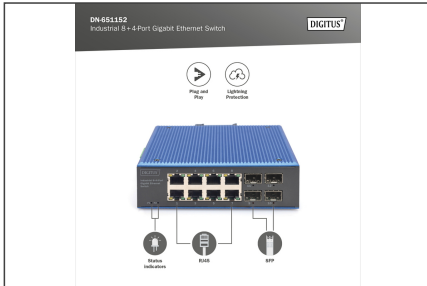 DN-651152
Industrial 8+4-Port Gigabit Ethernet Switch
DIGITUS®
Plug and
Play
Lightning
Protection
DIGITUS
Status
Indicators
RJ45
SFP